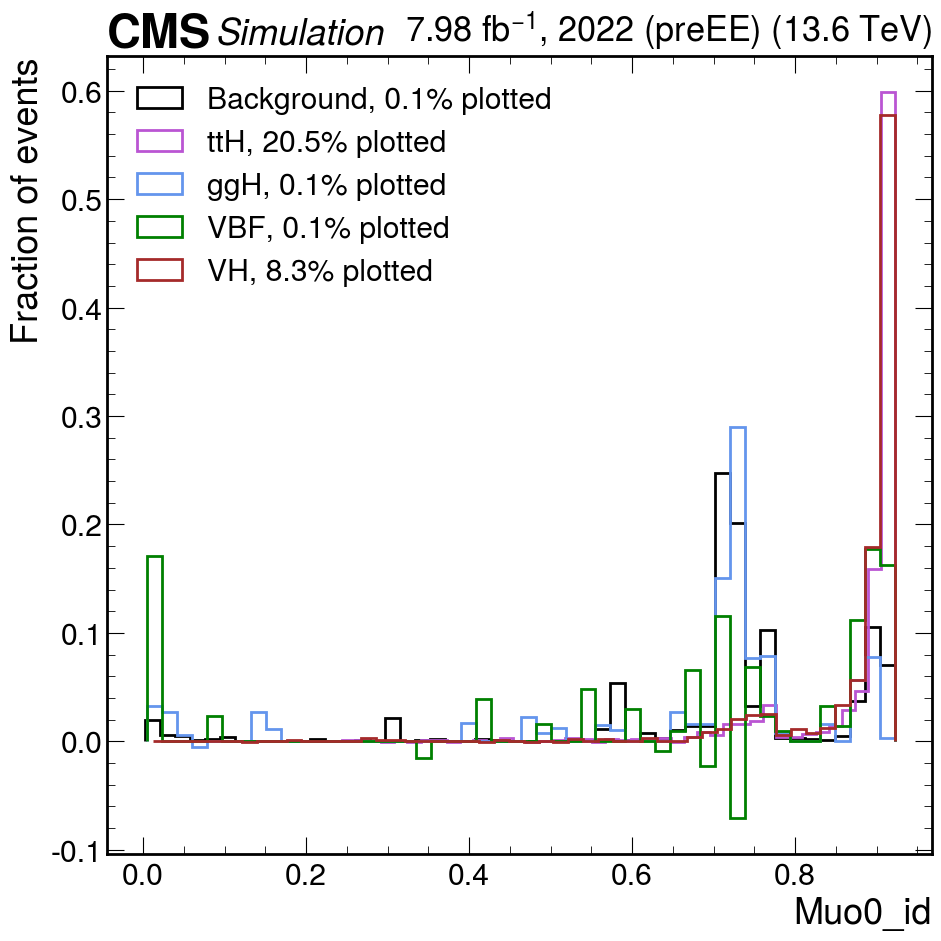 CMS Simulation 7.98 fb⁻¹, 2022 (preEE) (13.6 TeV)
Fraction of events
Background, 0.1% plotted
ttH, 20.5% plotted
ggH, 0.1% plotted
VBF, 0.1% plotted
VH, 8.3% plotted
0.6
0.5
0.4
0.3
0.2
0.1
0.0
-0.1
0.0 0.2 0.4 0.6 0.8
Muo0_id